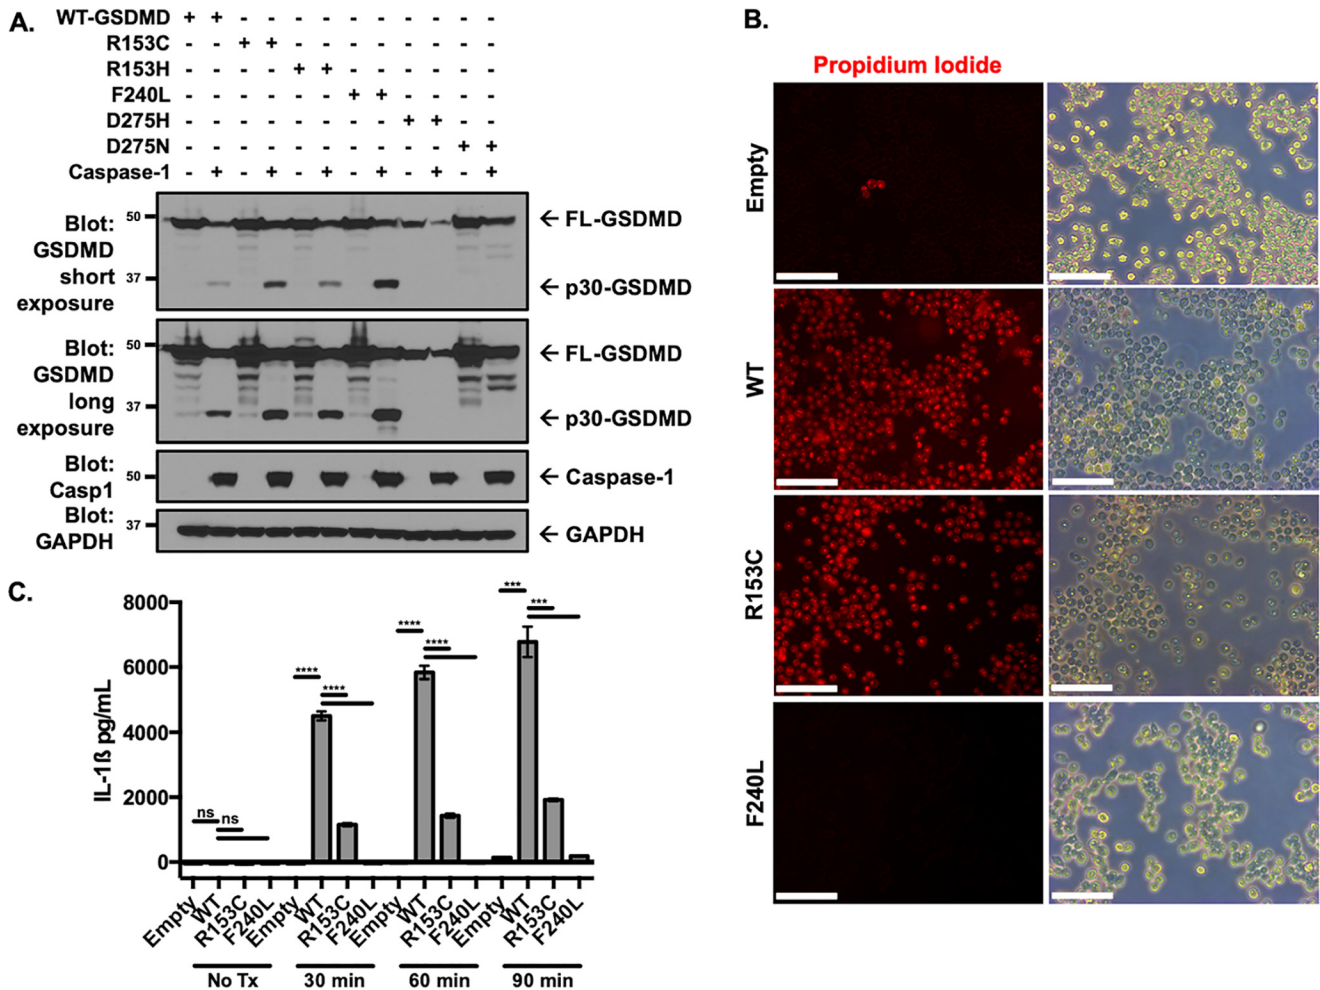 A.
WT-GSDMD + + - - - - - - - - - -
R153C - - + + - - - - - - - -
R153H - - - - + + - - - - - -
F240L - - - - - - + + - - - -
D275H - - - - - - - - + + - -
D275N - - - - - - - - - - + +
Caspase-1 - + - + - + - + - + - +
Blot:
GSDMD
short
exposure
50
37
← FL-GSDMD
← p30-GSDMD
Blot:
GSDMD
long
exposure
50
37
← FL-GSDMD
← p30-GSDMD
Blot:
Casp1
50
← Caspase-1
Blot:
GAPDH
37
← GAPDH
B.
Propidium Iodide
Empty
WT
R153C
F240L
C.
IL-1ß pg/mL
8000
6000
4000
2000
0
ns
ns
****
****
****
****
***
***
Empty
WT
R153C
F240L
Empty
WT
R153C
F240L
Empty
WT
R153C
F240L
Empty
WT
R153C
F240L
No Tx
30 min
60 min
90 min